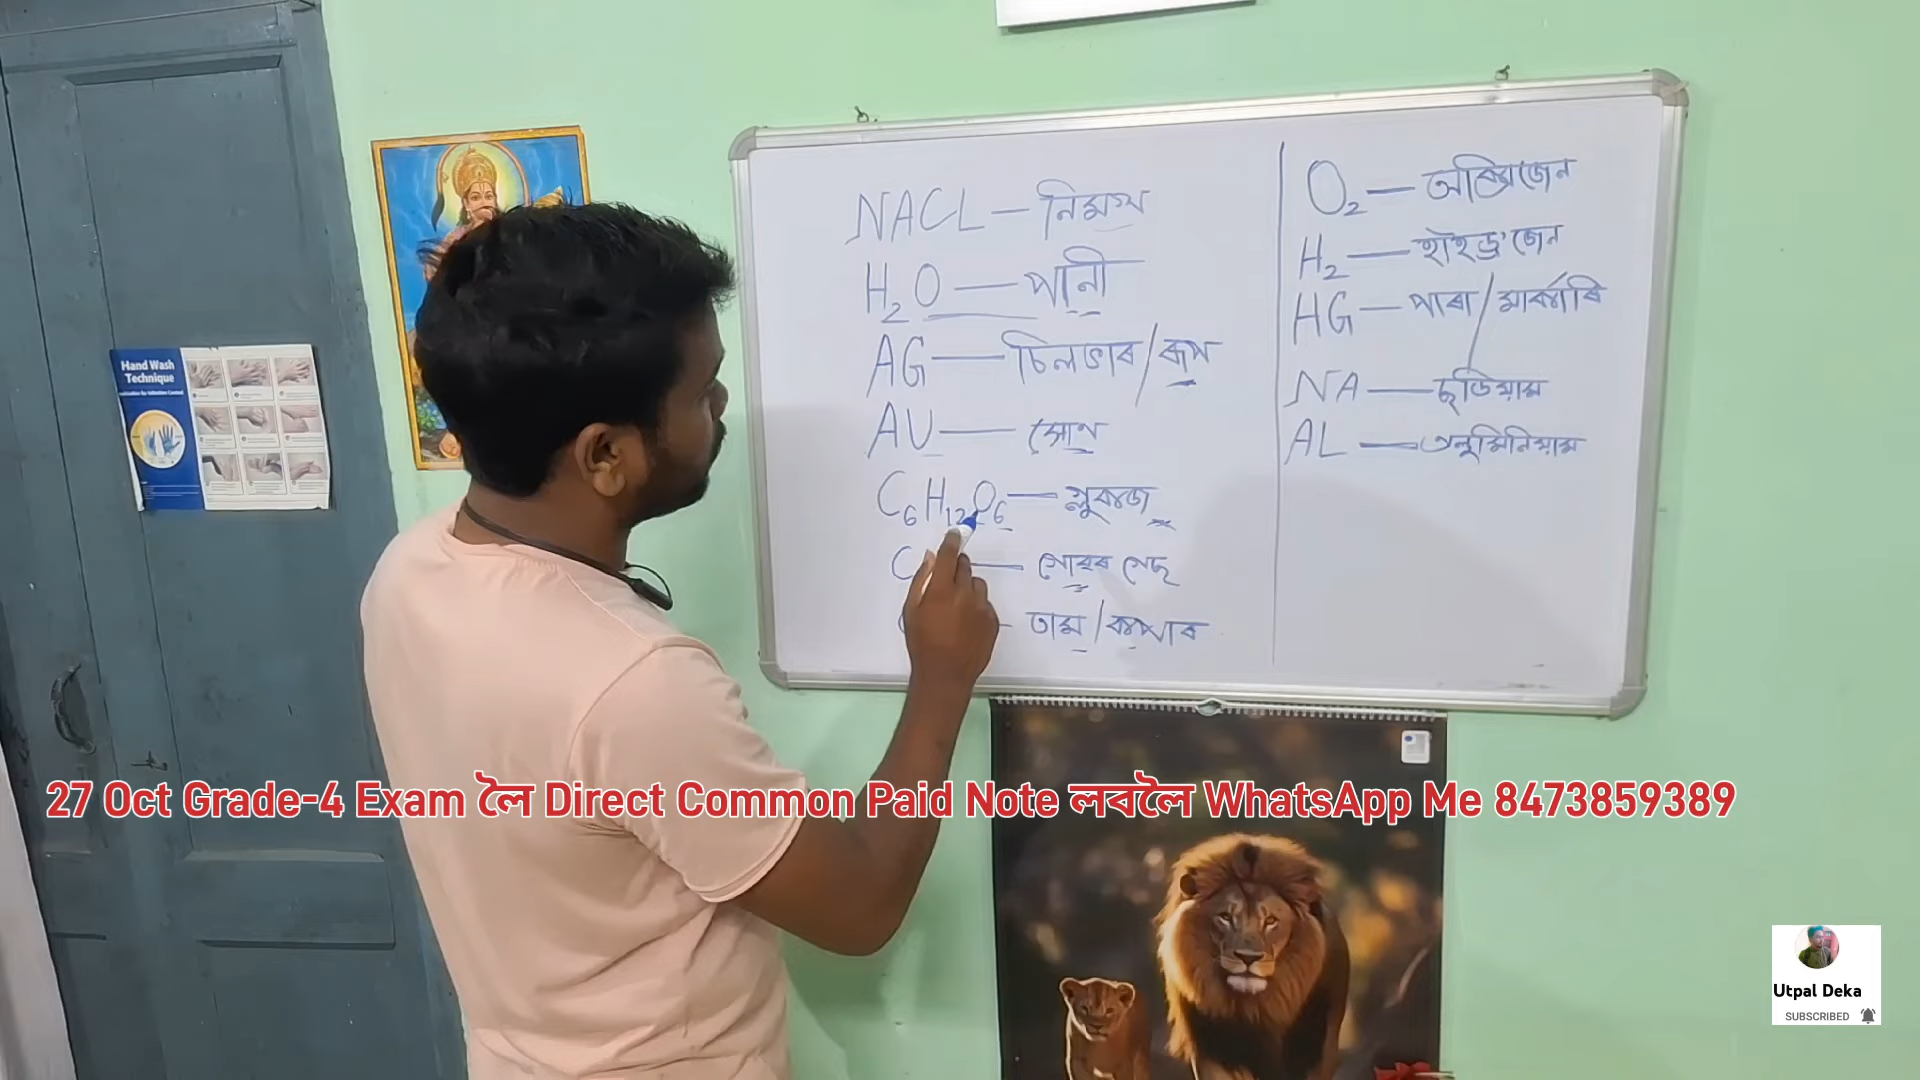 Hand Wash
Technique
NACL — নিমখ
H₂O — পানী
AG — চিলভাৰ / ৰূপ
AU — সোণ
C₆H₁₂O₆ — গ্লুকজ
C — গোবৰ গেছ
— তাম / কপাৰ
O₂ — অক্সিজেন
H₂ — হাইড্ৰ'জেন
HG — পাৰা / মাৰ্কাৰি
NA — ছডিয়াম
AL — এলুমিনিয়াম
27 Oct Grade-4 Exam লৈ Direct Common Paid Note লবলৈ WhatsApp Me 8473859389
Utpal Deka
SUBSCRIBED